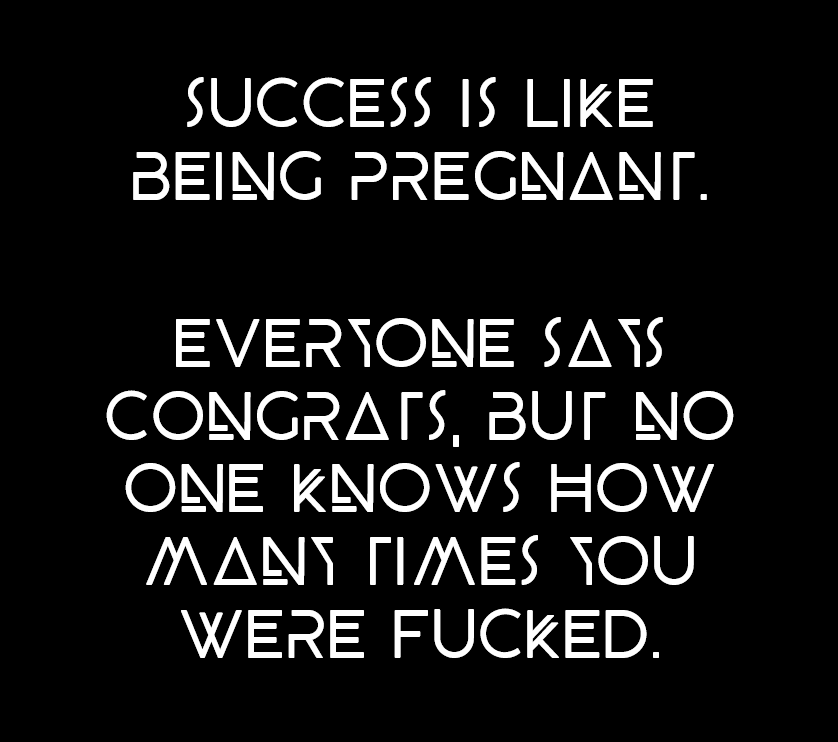 SUCCESS IS LIKE
BEING PREGNANT.
EVERYONE SAYS
CONGRATS, BUT NO
ONE KNOWS HOW
MANY TIMES YOU
WERE FUCKED.